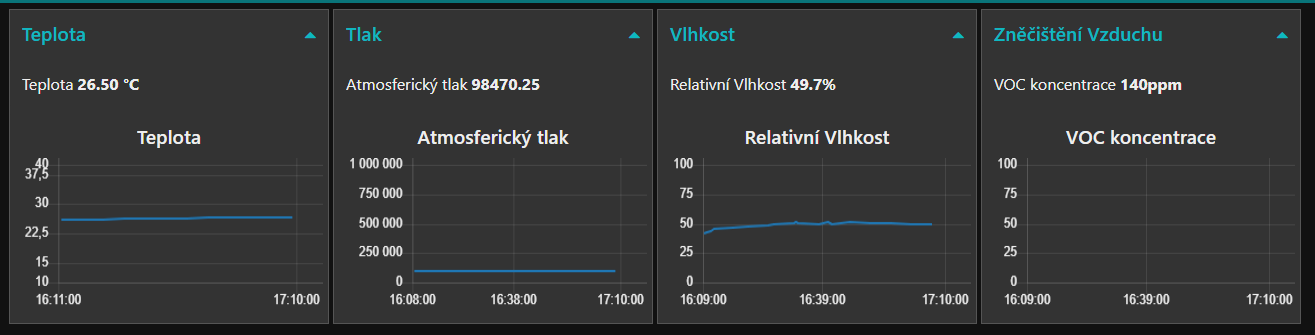 Teplota
Teplota 26.50 °C
Teplota
40
37,5
30
22,5
15
10
16:11:00 17:10:00
Tlak
Atmosferický tlak 98470.25
Atmosferický tlak
1 000 000
750 000
500 000
250 000
0
16:08:00 16:38:00 17:10:00
Vlhkost
Relativní Vlhkost 49.7%
Relativní Vlhkost
100
75
50
25
0
16:09:00 16:39:00 17:10:00
Zněčištění Vzduchu
VOC koncentrace 140ppm
VOC koncentrace
100
75
50
25
0
16:09:00 16:39:00 17:10:00